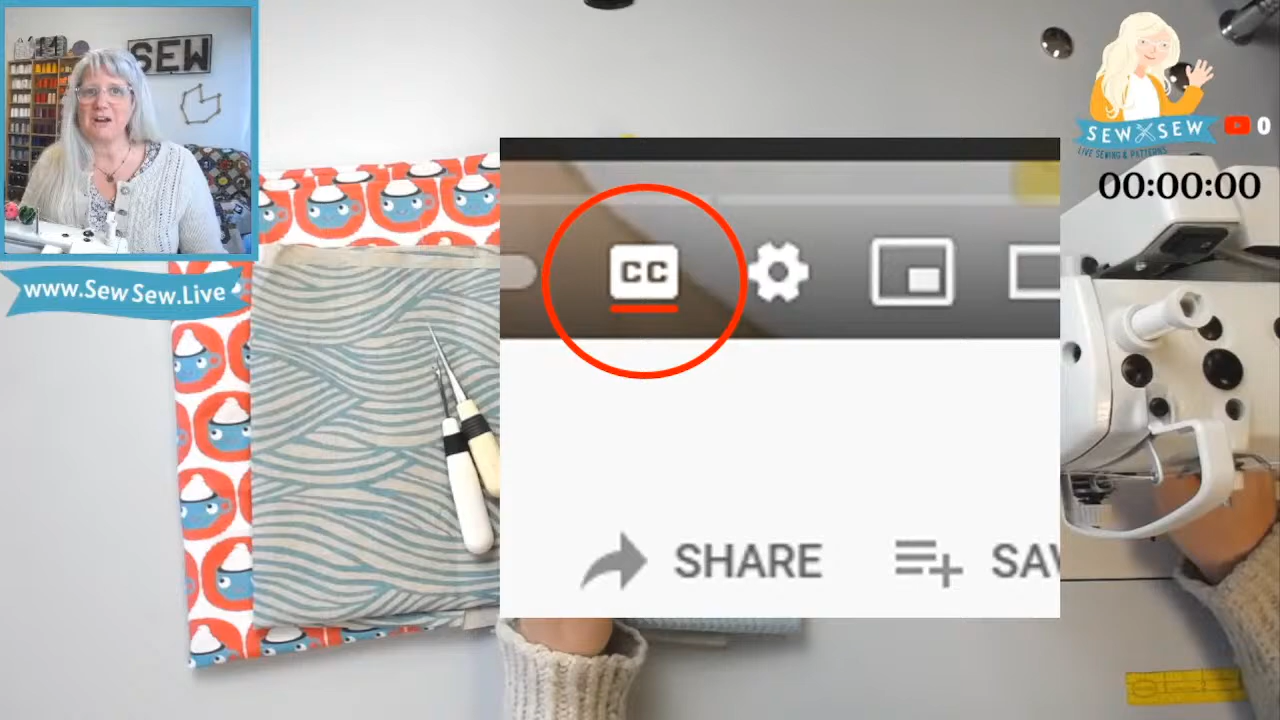 SEW
www.SewSew.Live
CC
SHARE
SAV
SEW SEW
LIVE SEWING & PATTERNS
0
00:00:00